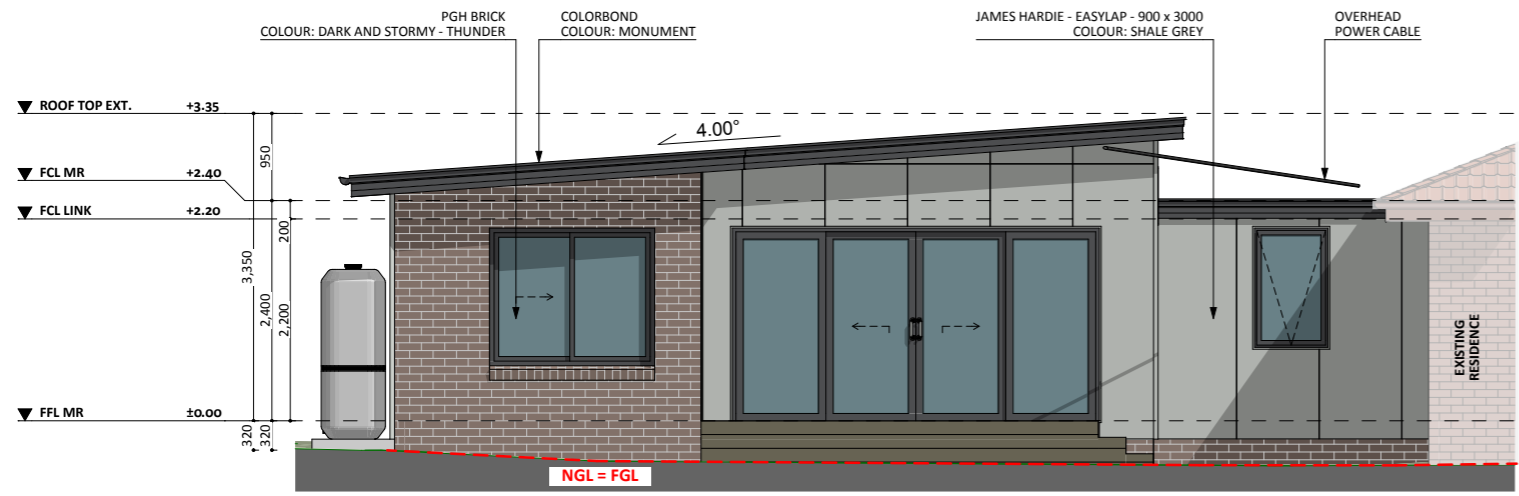 PGH BRICK
COLOUR: DARK AND STORMY - THUNDER
COLORBOND
COLOUR: MONUMENT
JAMES HARDIE - EASYLAP - 900 x 3000
COLOUR: SHALE GREY
OVERHEAD
POWER CABLE
ROOF TOP EXT. +3.35
4.00°
950
FCL MR +2.40
FCL LINK +2.20
200
3,350
2,400
2,200
EXISTING
RESIDENCE
FFL MR ±0.00
320
320
NGL = FGL